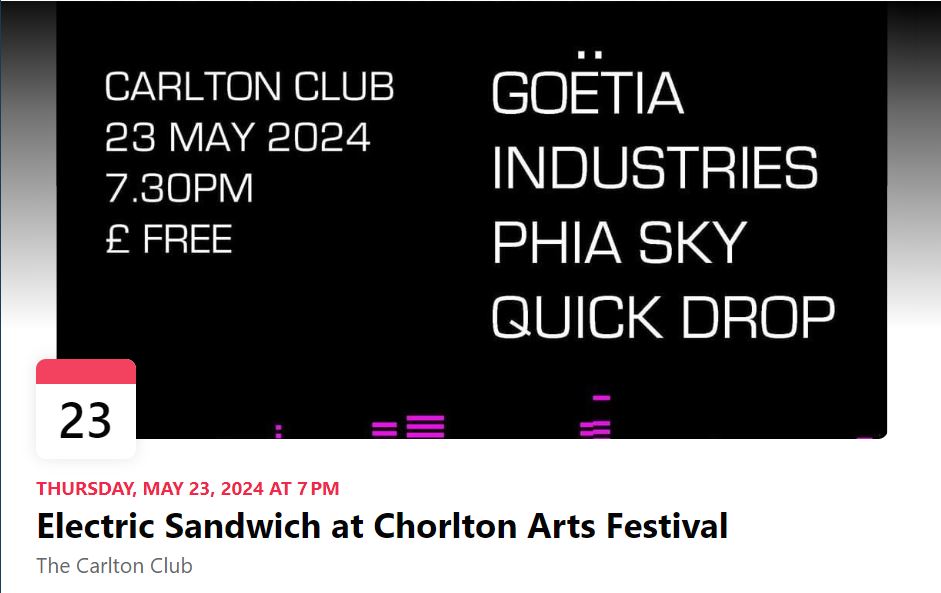 CARLTON CLUB
23 MAY 2024
7.30PM
£ FREE
GOËTIA
INDUSTRIES
PHIA SKY
QUICK DROP
23
THURSDAY, MAY 23, 2024 AT 7 PM
Electric Sandwich at Chorlton Arts Festival
The Carlton Club